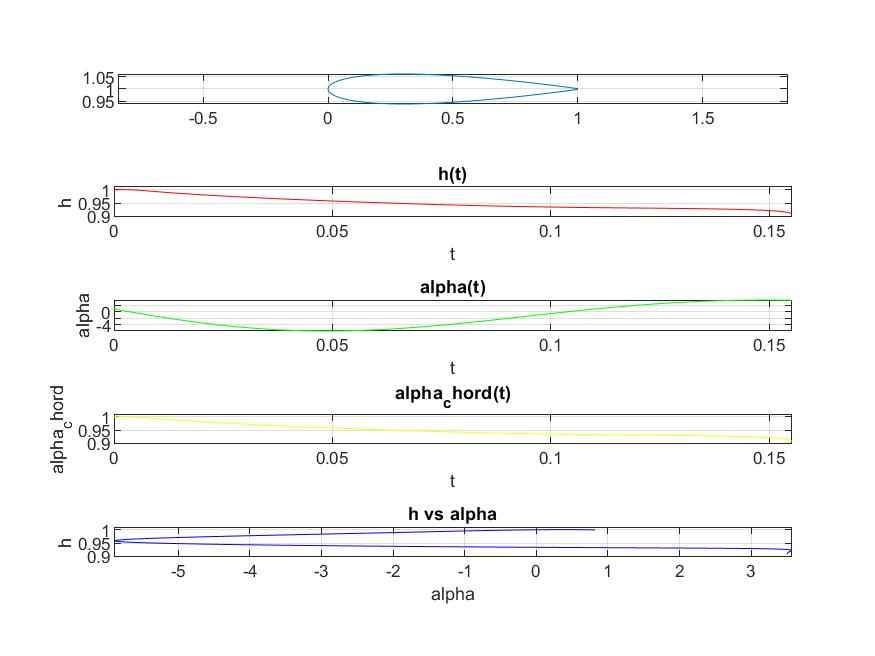 1.05
1
0.95
-0.5 0 0.5 1 1.5
h(t)
1
0.95
0.9
h
0 0.05 0.1 0.15
t
alpha(t)
0
-4
alpha
0 0.05 0.1 0.15
t
alpha_chord(t)
1
0.95
0.9
alpha_chord
0 0.05 0.1 0.15
t
h vs alpha
1
0.95
0.9
h
-5 -4 -3 -2 -1 0 1 2 3
alpha